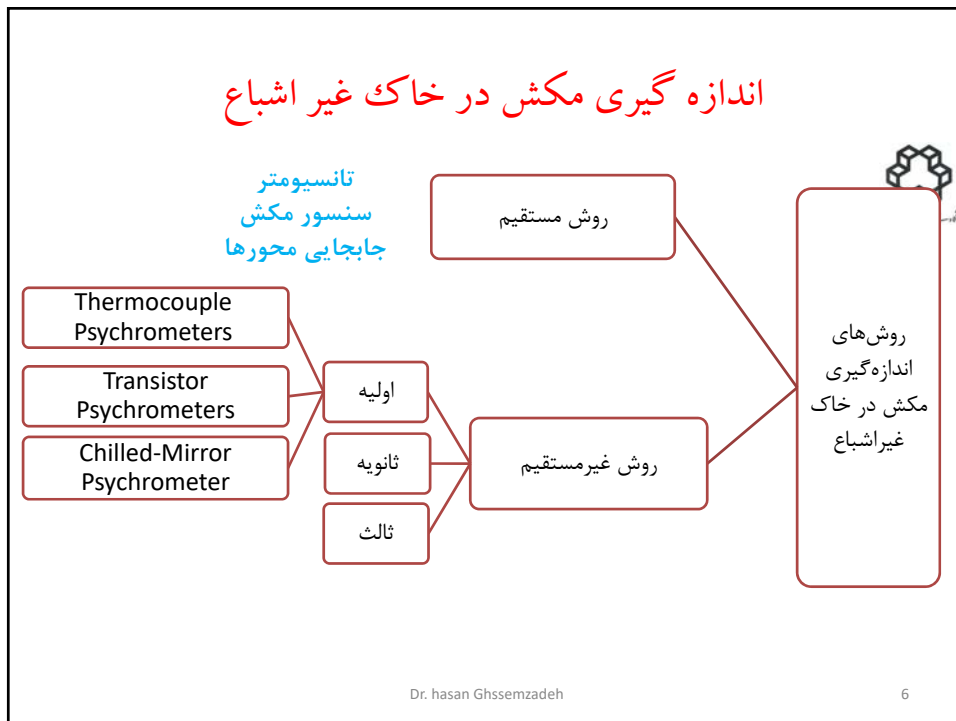 اندازه گیری مکش در خاک غیر اشباع
روش‌های
اندازه‌گیری
مکش در خاک
غیراشباع
روش مستقیم
تانسیومتر
سنسور مکش
جابجایی محورها
روش غیرمستقیم
اولیه
ثانویه
ثالث
Thermocouple
Psychrometers
Transistor
Psychrometers
Chilled-Mirror
Psychrometer
Dr. hasan Ghssemzadeh
6